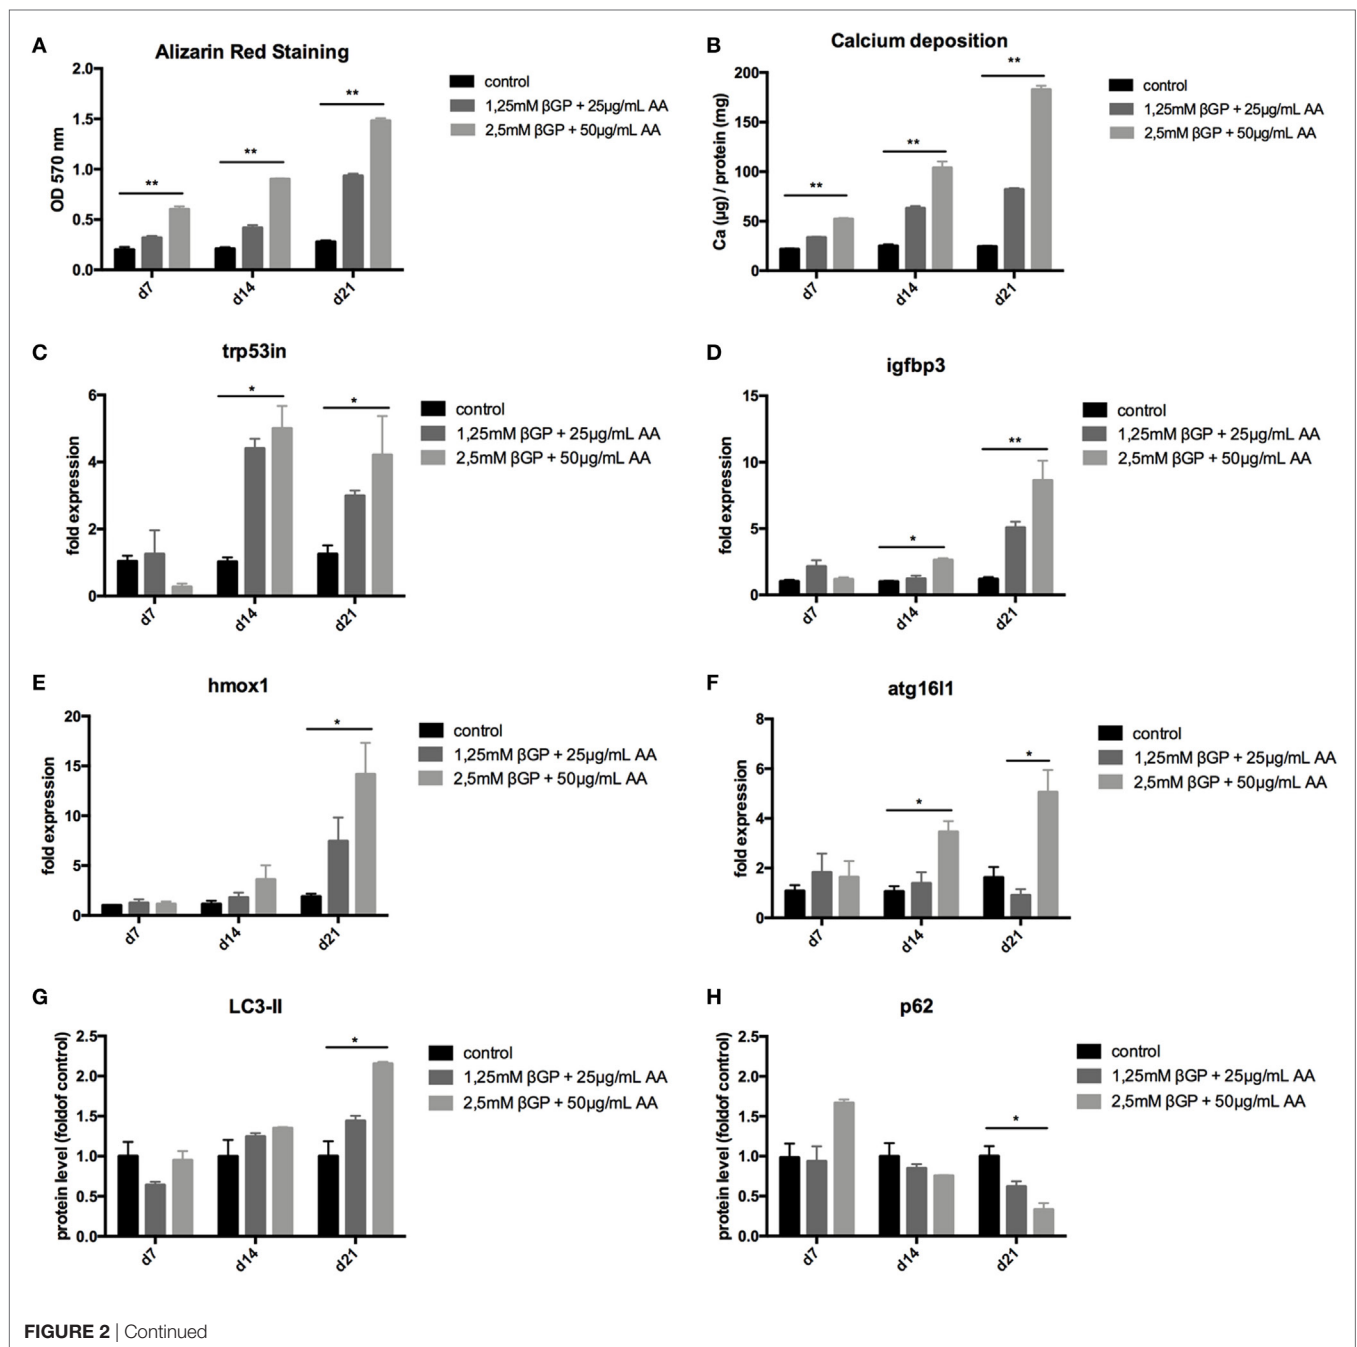 A
Alizarin Red Staining
OD 570 nm
2.0
1.5
1.0
0.5
0.0
**
**
**
d7
d14
d21
control
1,25mM βGP + 25µg/mL AA
2,5mM βGP + 50µg/mL AA
B
Calcium deposition
Ca (µg) / protein (mg)
200
150
100
50
0
**
**
**
d7
d14
d21
control
1,25mM βGP + 25µg/mL AA
2,5mM βGP + 50µg/mL AA
C
trp53in
fold expression
6
4
2
0
*
*
d7
d14
d21
control
1,25mM βGP + 25µg/mL AA
2,5mM βGP + 50µg/mL AA
D
igfbp3
fold expression
15
10
5
0
*
**
d7
d14
d21
control
1,25mM βGP + 25µg/mL AA
2,5mM βGP + 50µg/mL AA
E
hmox1
fold expression
20
15
10
5
0
*
d7
d14
d21
control
1,25mM βGP + 25µg/mL AA
2,5mM βGP + 50µg/mL AA
F
atg16l1
fold expression
8
6
4
2
0
*
*
d7
d14
d21
control
1,25mM βGP + 25µg/mL AA
2,5mM βGP + 50µg/mL AA
G
LC3-II
protein level (foldof control)
2.5
2.0
1.5
1.0
0.5
0.0
*
d7
d14
d21
control
1,25mM βGP + 25µg/mL AA
2,5mM βGP + 50µg/mL AA
H
p62
protein level (foldof control)
2.5
2.0
1.5
1.0
0.5
0.0
*
d7
d14
d21
control
1,25mM βGP + 25µg/mL AA
2,5mM βGP + 50µg/mL AA
FIGURE 2 | Continued